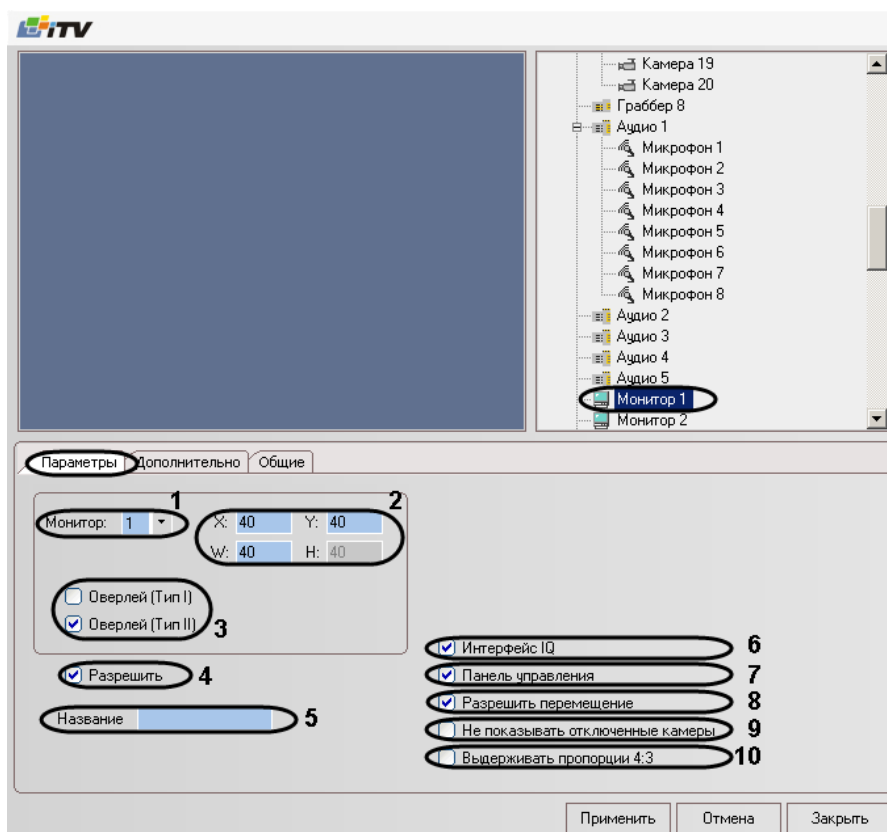 iTV
Камера 19
Камера 20
Граббер 8
Аудио 1
Микрофон 1
Микрофон 2
Микрофон 3
Микрофон 4
Микрофон 5
Микрофон 6
Микрофон 7
Микрофон 8
Аудио 2
Аудио 3
Аудио 4
Аудио 5
Монитор 1
Монитор 2
Параметры Дополнительно Общие
1 2
Монитор: 1 X: 40 Y: 40
W: 40 H: 40
Оверлей (Тип I)
Оверлей (Тип II) 3
Интерфейс IQ 6
Разрешить 4 Панель управления 7
Разрешить перемещение 8
Название 5 Не показывать отключенные камеры 9
Выдерживать пропорции 4:3 10
Применить Отмена Закрыть